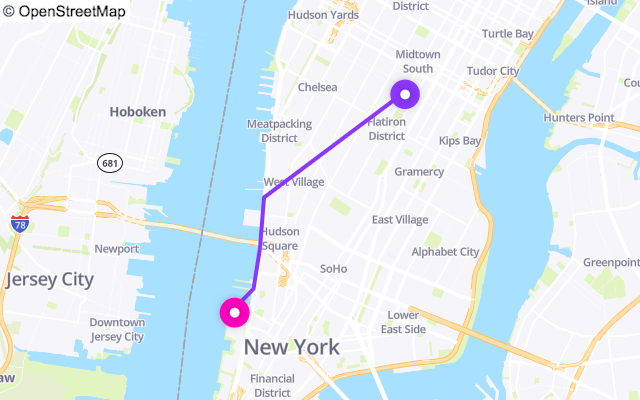 © OpenStreetMap
Hudson Yards
District
Island
Turtle Bay
Midtown
South
Tudor City
Chelsea
Hoboken
Meatpacking
District
Flatiron
District
Hunters Point
Kips Bay
681
Gramercy
West Village
78
East Village
Hudson
Square
Newport
Alphabet City
Greenpoint
SoHo
Jersey City
Downtown
Jersey City
Lower
East Side
New York
Financial
District